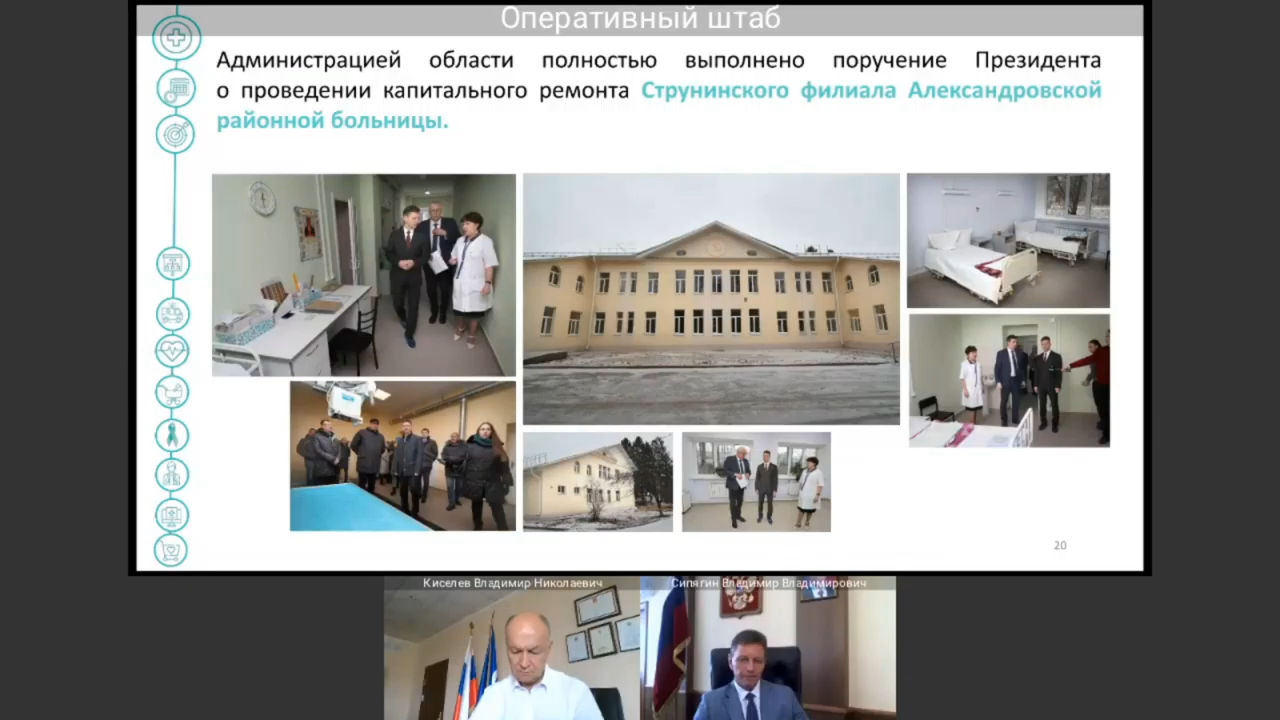 Оперативный штаб
Администрацией области полностью выполнено поручение Президента
о проведении капитального ремонта Струнинского филиала Александровской
районной больницы.
20
Киселев Владимир Николаевич
Сипягин Владимир Владимирович